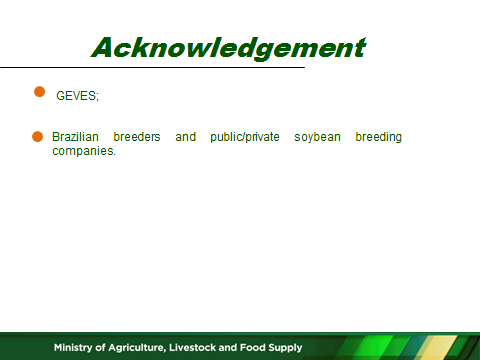 Acknowledgement
GEVES;
Brazilian breeders and public/private soybean breeding
companies.
Ministry of Agriculture, Livestock and Food Supply